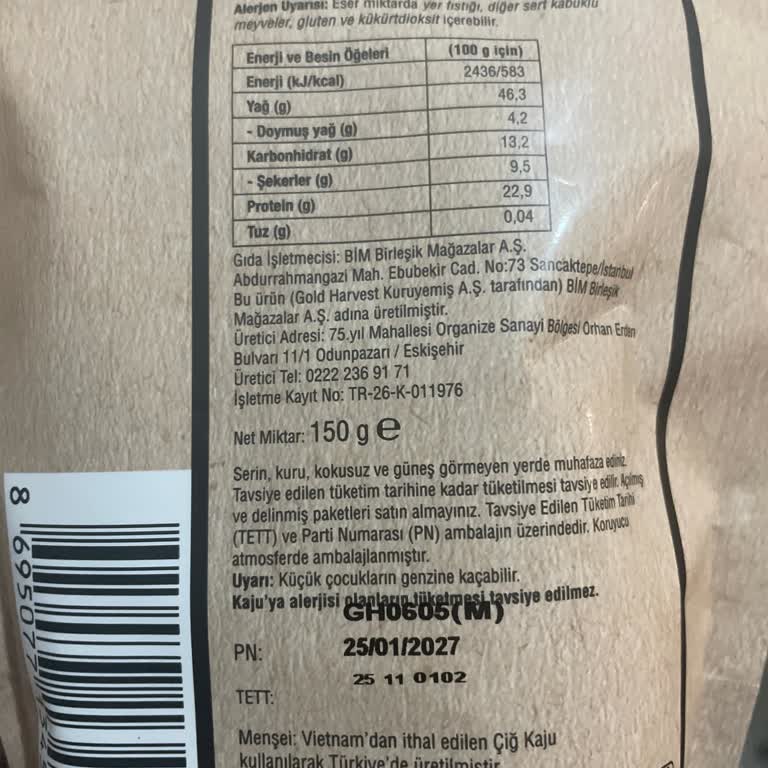 Alerjen Uyarısı: Eser miktarda yer fıstığı, diğer sert kabuklu
meyveler, gluten ve kükürtdioksit içerebilir.
Enerji ve Besin Öğeleri (100 g için)
Enerji (kJ/kcal) 2436/583
Yağ (g) 46,3
- Doymuş yağ (g) 4,2
Karbonhidrat (g) 13,2
- Şekerler (g) 9,5
Protein (g) 22,9
Tuz (g) 0,04
Gıda İşletmecisi: BİM Birleşik Mağazalar A.Ş.
Abdurrahmangazi Mah. Ebubekir Cad. No:73 Sancaktepe/İstanbul
Bu ürün (Gold Harvest Kuruyemiş A.Ş. tarafından) BİM Birleşik
Mağazalar A.Ş. adına üretilmiştir.
Üretici Adresi: 75.yıl Mahallesi Organize Sanayi Bölgesi Orhan Erden
Bulvarı 11/1 Odunpazarı / Eskişehir
Üretici Tel: 0222 236 91 71
İşletme Kayıt No: TR-26-K-011976
Net Miktar: 150 g e
Serin, kuru, kokusuz ve güneş görmeyen yerde muhafaza ediniz.
Tavsiye edilen tüketim tarihine kadar tüketilmesi tavsiye edilir. Açılmış
ve delinmiş paketleri satın almayınız. Tavsiye Edilen Tüketim Tarihi
(TETT) ve Parti Numarası (PN) ambalajın üzerindedir. Koruyucu
atmosferde ambalajlanmıştır.
Uyarı: Küçük çocukların genzine kaçabilir.
Kaju'ya alerjisi olanların tüketmesi tavsiye edilmez.
GH0605(M)
PN: 25/01/2027
25 11 0102
TETT:
Menşei: Vietnam'dan ithal edilen Çiğ Kaju
kullanılarak Türkiye'de üretilmiştir
8 695077